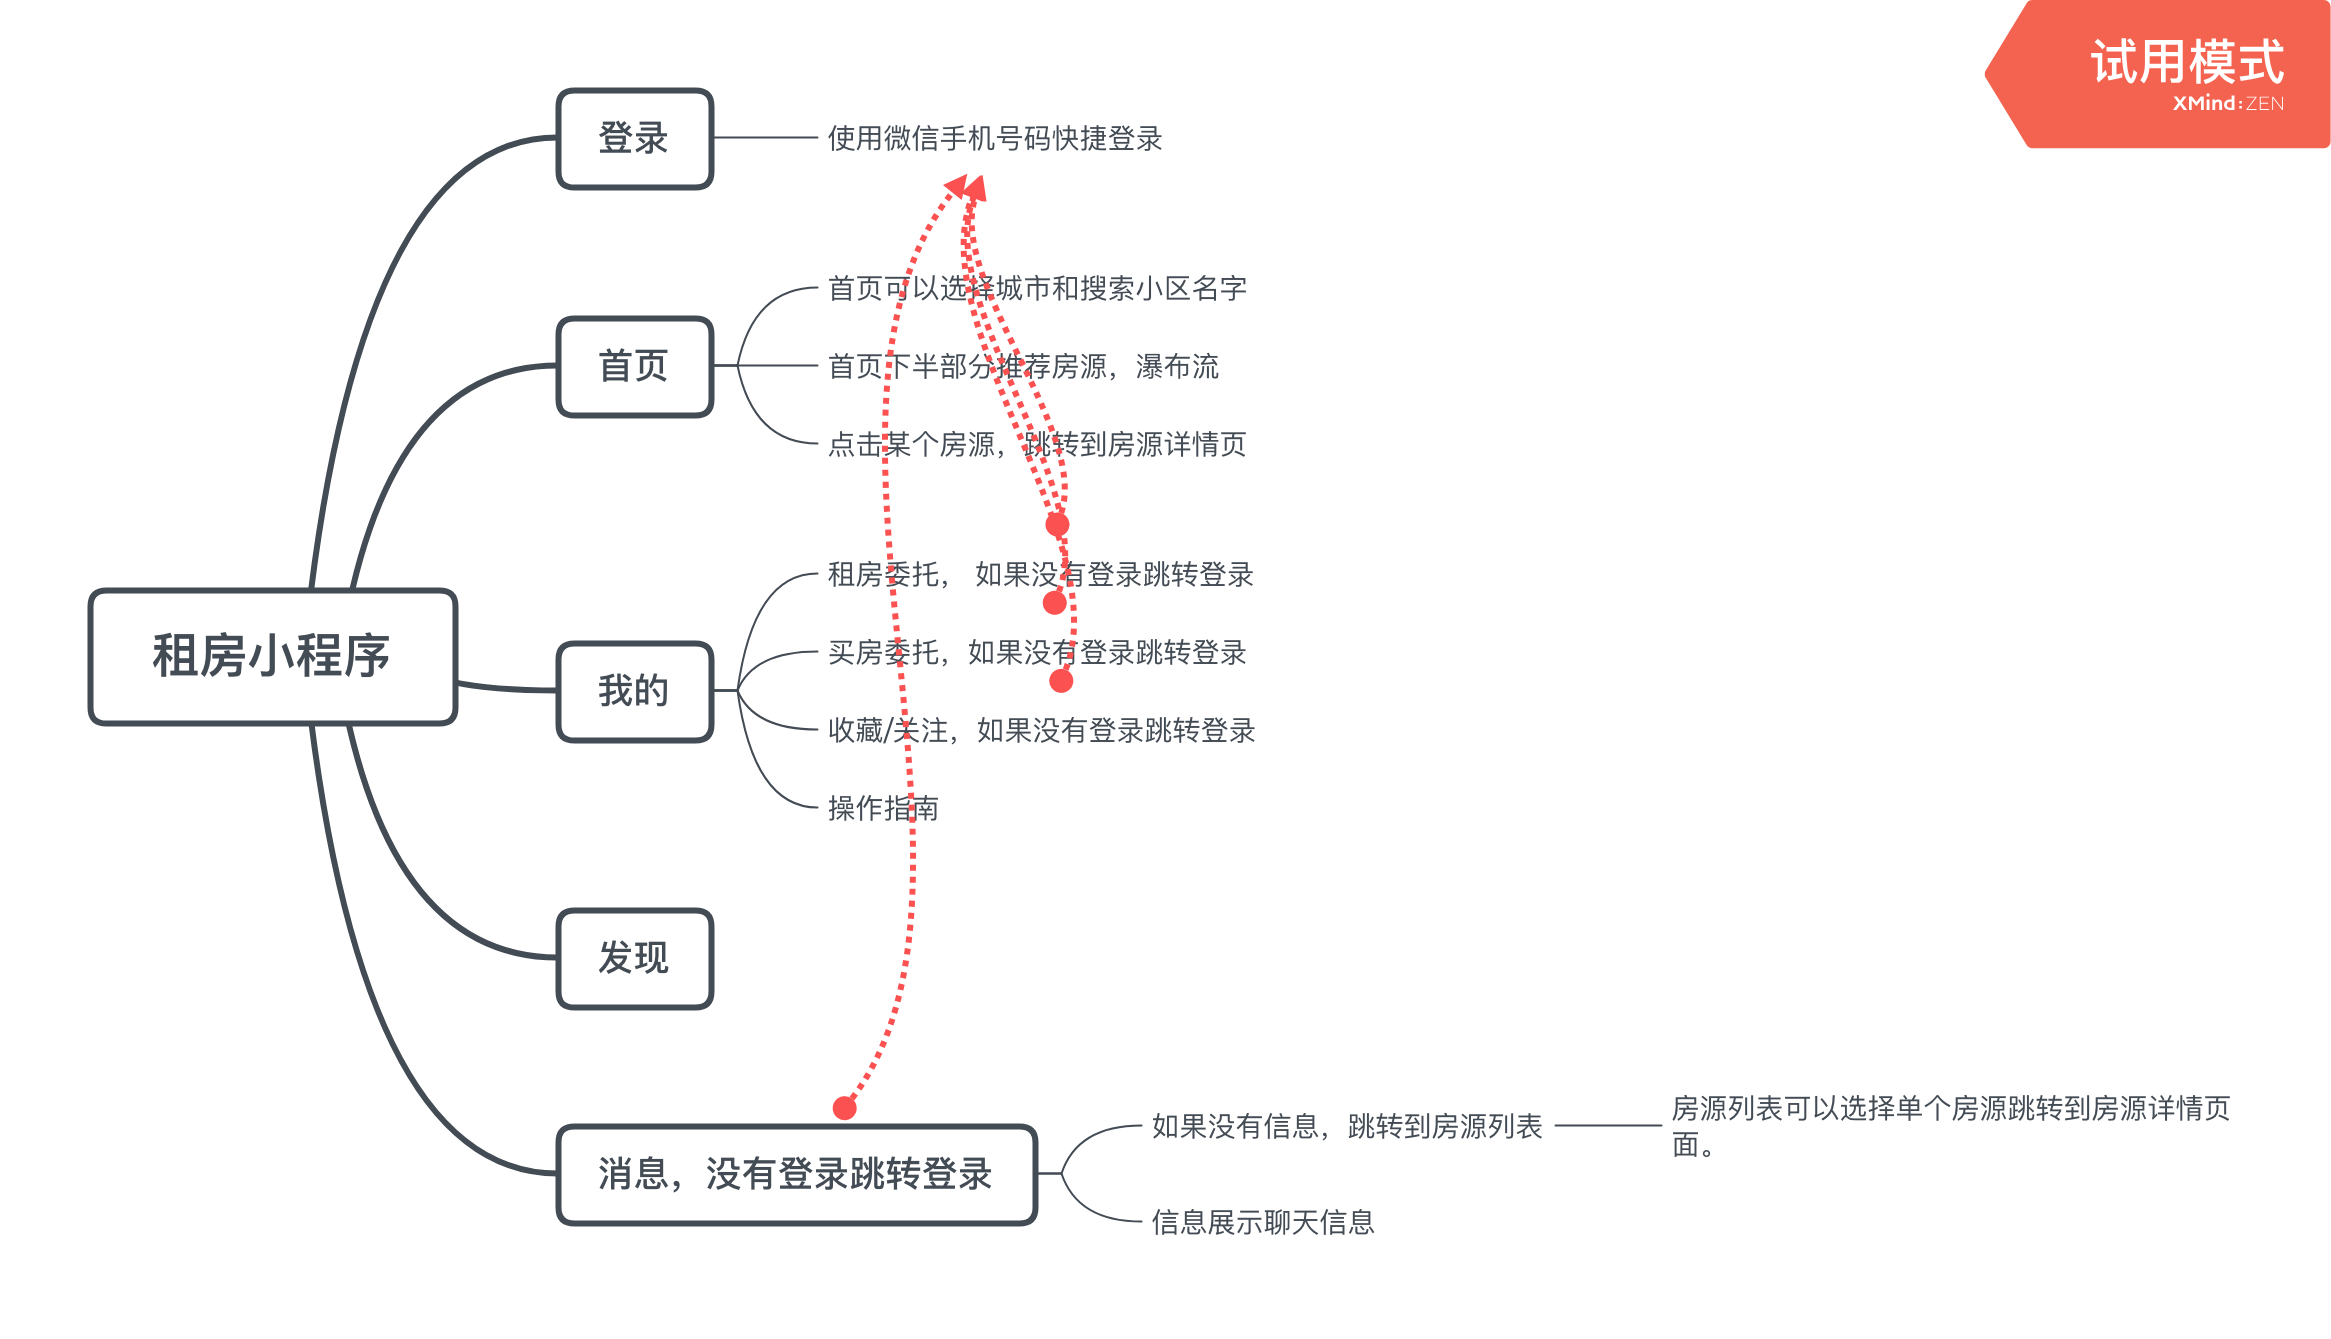 试用模式
XMind:ZEN
登录
使用微信手机号码快捷登录
首页
首页可以选择城市和搜索小区名字
首页下半部分推荐房源，瀑布流
点击某个房源，跳转到房源详情页
租房小程序
我的
租房委托， 如果没有登录跳转登录
买房委托，如果没有登录跳转登录
收藏/关注，如果没有登录跳转登录
操作指南
发现
消息，没有登录跳转登录
如果没有信息，跳转到房源列表
房源列表可以选择单个房源跳转到房源详情页
面。
信息展示聊天信息